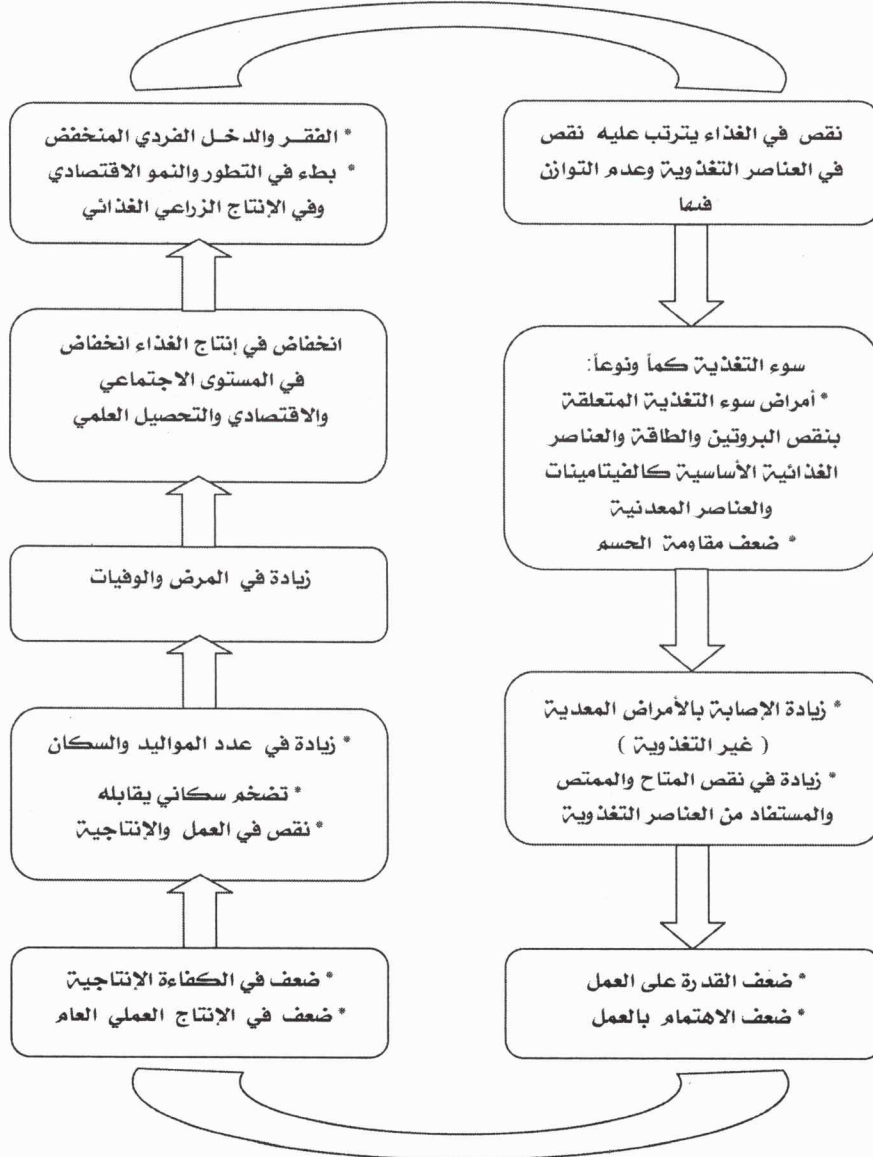 نقص في الغذاء يترتب عليه نقص
في العناصر التغذوية وعدم التوازن
فيها
سوء التغذية كماً ونوعاً:
* أمراض سوء التغذية المتعلقة
بنقص البروتين والطاقة والعناصر
الغذائية الأساسية كالفيتامينات
والعناصر المعدنية
* ضعف مقاومة الجسم
* زيادة الإصابة بالأمراض المعدية
( غير التغذوية )
* زيادة في نقص المتاح والممتص
والمستفاد من العناصر التغذوية
* ضعف القدرة على العمل
* ضعف الاهتمام بالعمل
* ضعف في الكفاءة الإنتاجية
* ضعف في الإنتاج العملي العام
* زيادة في عدد المواليد والسكان
* تضخم سكاني يقابله
* نقص في العمل والإنتاجية
زيادة في المرض والوفيات
انخفاض في إنتاج الغذاء انخفاض
في المستوى الاجتماعي
والاقتصادي والتحصيل العلمي
* الفقر والدخل الفردي المنخفض
* بطء في التطور والنمو الاقتصادي
وفي الإنتاج الزراعي الغذائي